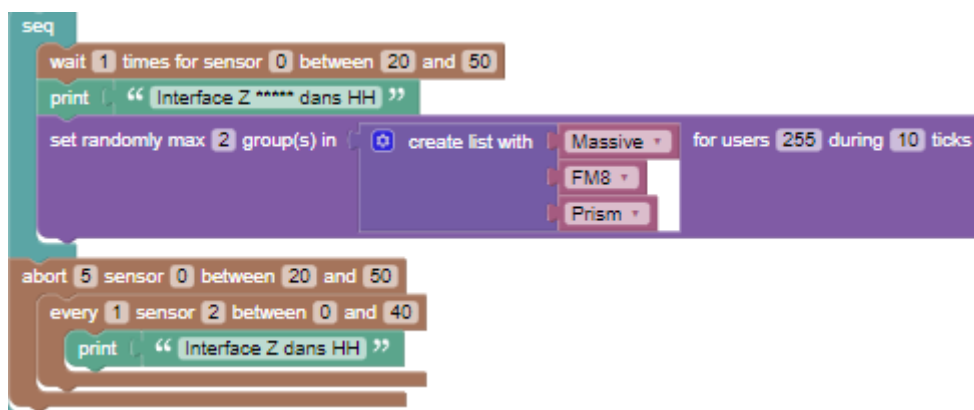 seq
wait 1 times for sensor 0 between 20 and 50
print “ Interface Z ***** dans HH ”
set randomly max 2 group(s) in create list with Massive for users 255 during 10 ticks
FM8
Prism
abort 5 sensor 0 between 20 and 50
every 1 sensor 2 between 0 and 40
print “ Interface Z dans HH ”